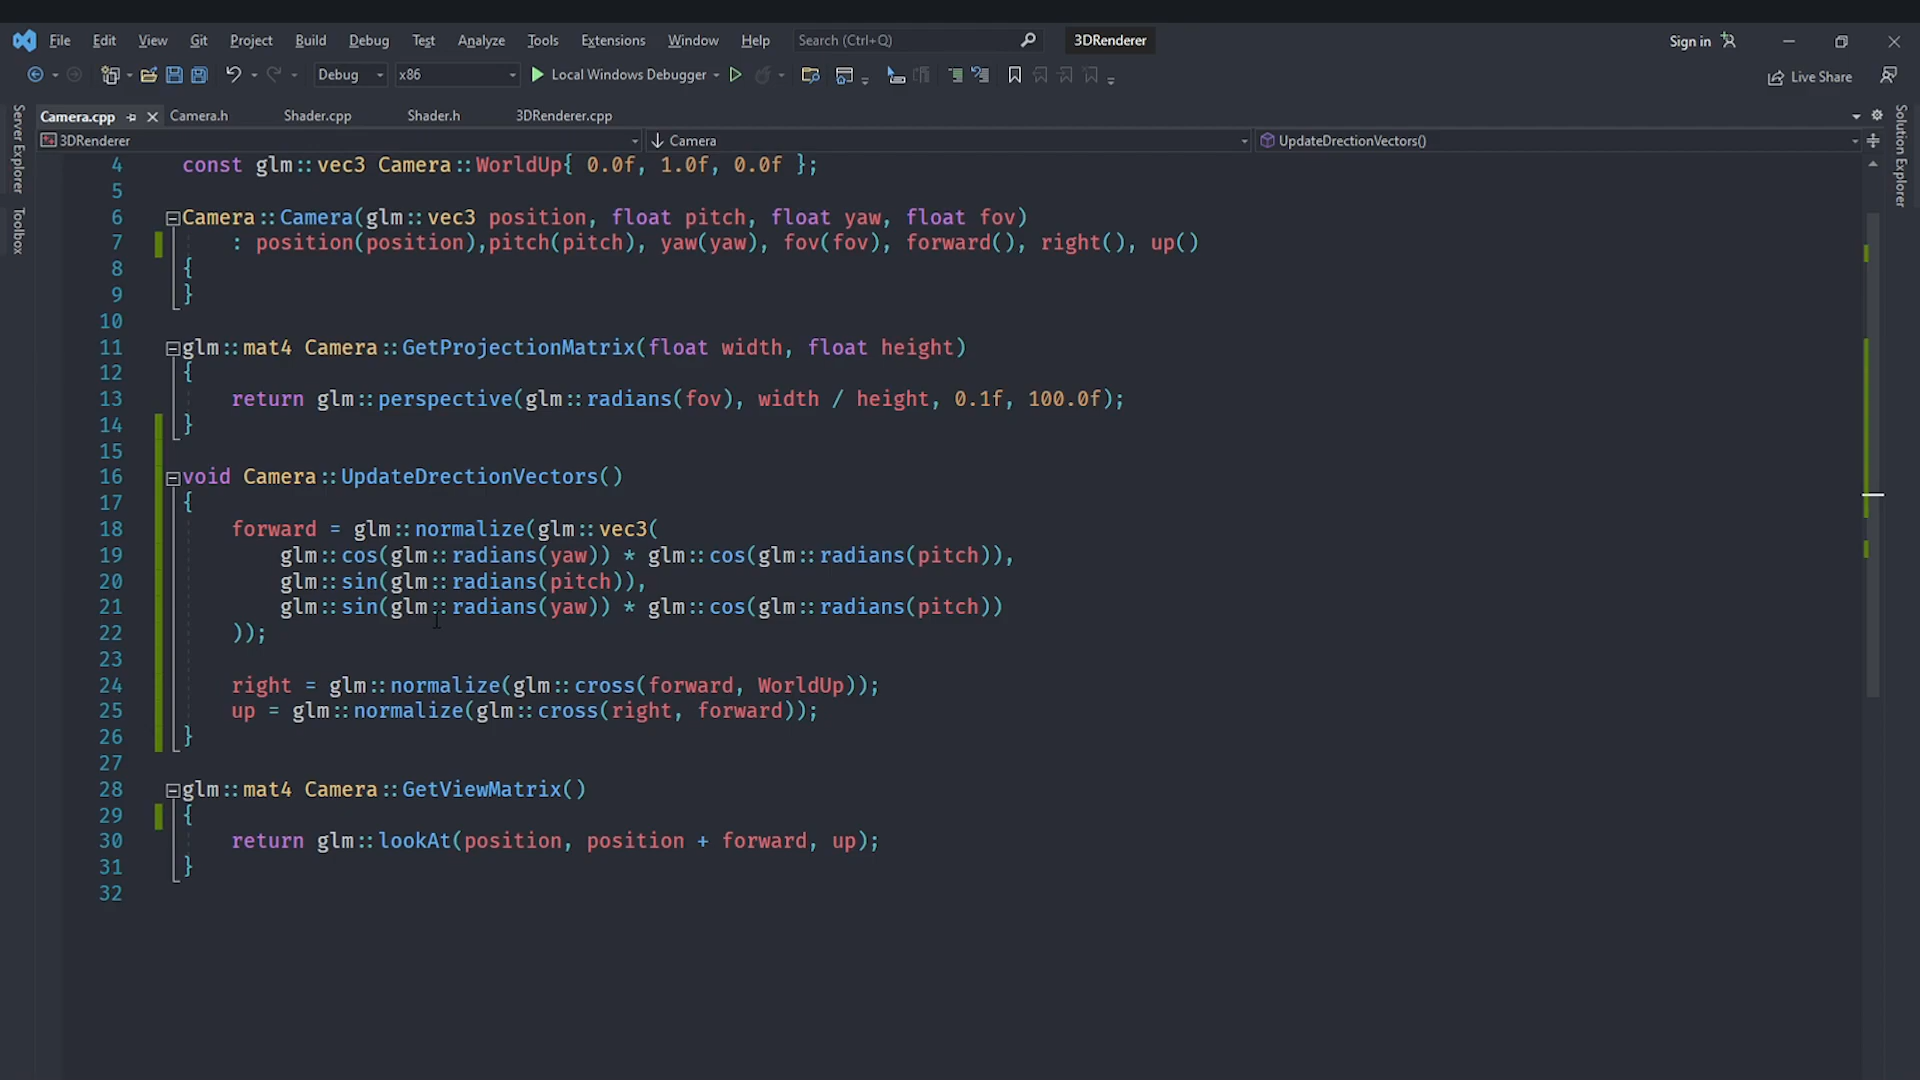 File Edit View Git Project Build Debug Test Analyze Tools Extensions Window Help Search (Ctrl+Q) 3DRenderer Sign in
Debug x86 Local Windows Debugger Live Share
Camera.cpp Camera.h Shader.cpp Shader.h 3DRenderer.cpp
3DRenderer Camera UpdateDrectionVectors()
Server Explorer
Toolbox
Solution Explorer
4 const glm::vec3 Camera::WorldUp{ 0.0f, 1.0f, 0.0f };
5
6 Camera::Camera(glm::vec3 position, float pitch, float yaw, float fov)
7 : position(position),pitch(pitch), yaw(yaw), fov(fov), forward(), right(), up()
8 {
9 }
10
11 glm::mat4 Camera::GetProjectionMatrix(float width, float height)
12 {
13 return glm::perspective(glm::radians(fov), width / height, 0.1f, 100.0f);
14 }
15
16 void Camera::UpdateDrectionVectors()
17 {
18 forward = glm::normalize(glm::vec3(
19 glm::cos(glm::radians(yaw)) * glm::cos(glm::radians(pitch)),
20 glm::sin(glm::radians(pitch)),
21 glm::sin(glm::radians(yaw)) * glm::cos(glm::radians(pitch))
22 ));
23
24 right = glm::normalize(glm::cross(forward, WorldUp));
25 up = glm::normalize(glm::cross(right, forward));
26 }
27
28 glm::mat4 Camera::GetViewMatrix()
29 {
30 return glm::lookAt(position, position + forward, up);
31 }
32